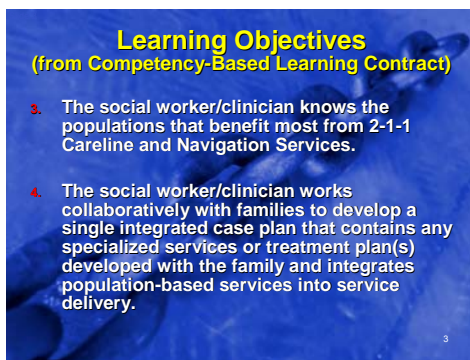 Learning Objectives
(from Competency-Based Learning Contract)
3. The social worker/clinician knows the
populations that benefit most from 2-1-1
Careline and Navigation Services.
4. The social worker/clinician works
collaboratively with families to develop a
single integrated case plan that contains any
specialized services or treatment plan(s)
developed with the family and integrates
population-based services into service
delivery.
3